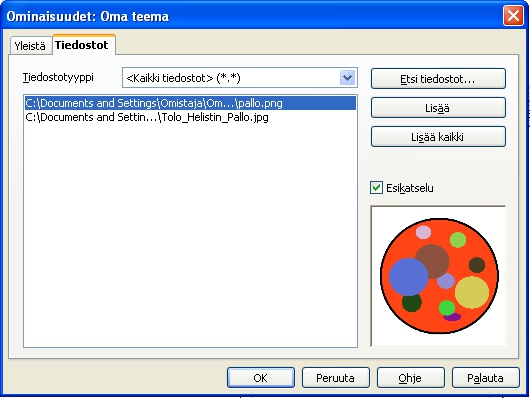 Ominaisuudet: Oma teema
Yleistä
Tiedostot
Tiedostotyyppi
<Kaikki tiedostot> (*.*)
Etsi tiedostot...
C:\Documents and Settings\Omistaja\Om...\pallo.png
Lisää
C:\Documents and Settin...\Tolo_Helistin_Pallo.jpg
Lisää kaikki
Esikatselu
OK
Peruuta
Ohje
Palauta